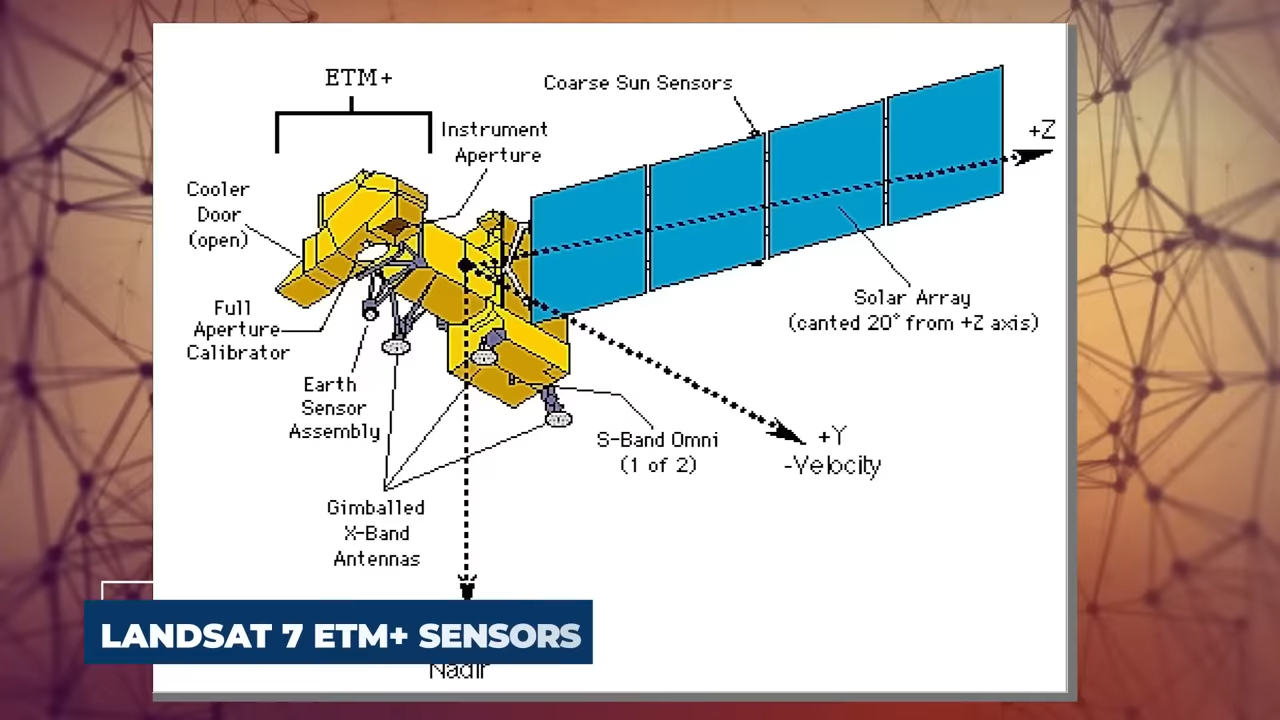 ETM+
Coarse Sun Sensors
Instrument
Aperture
+Z
Cooler
Door
(open)
Solar Array
(canted 20° from +Z axis)
Full
Aperture
Calibrator
Earth
Sensor
Assembly
S-Band Omni
(1 of 2)
+Y
-Velocity
Gimballed
X-Band
Antennas
LANDSAT 7 ETM+ SENSORS
Nadir